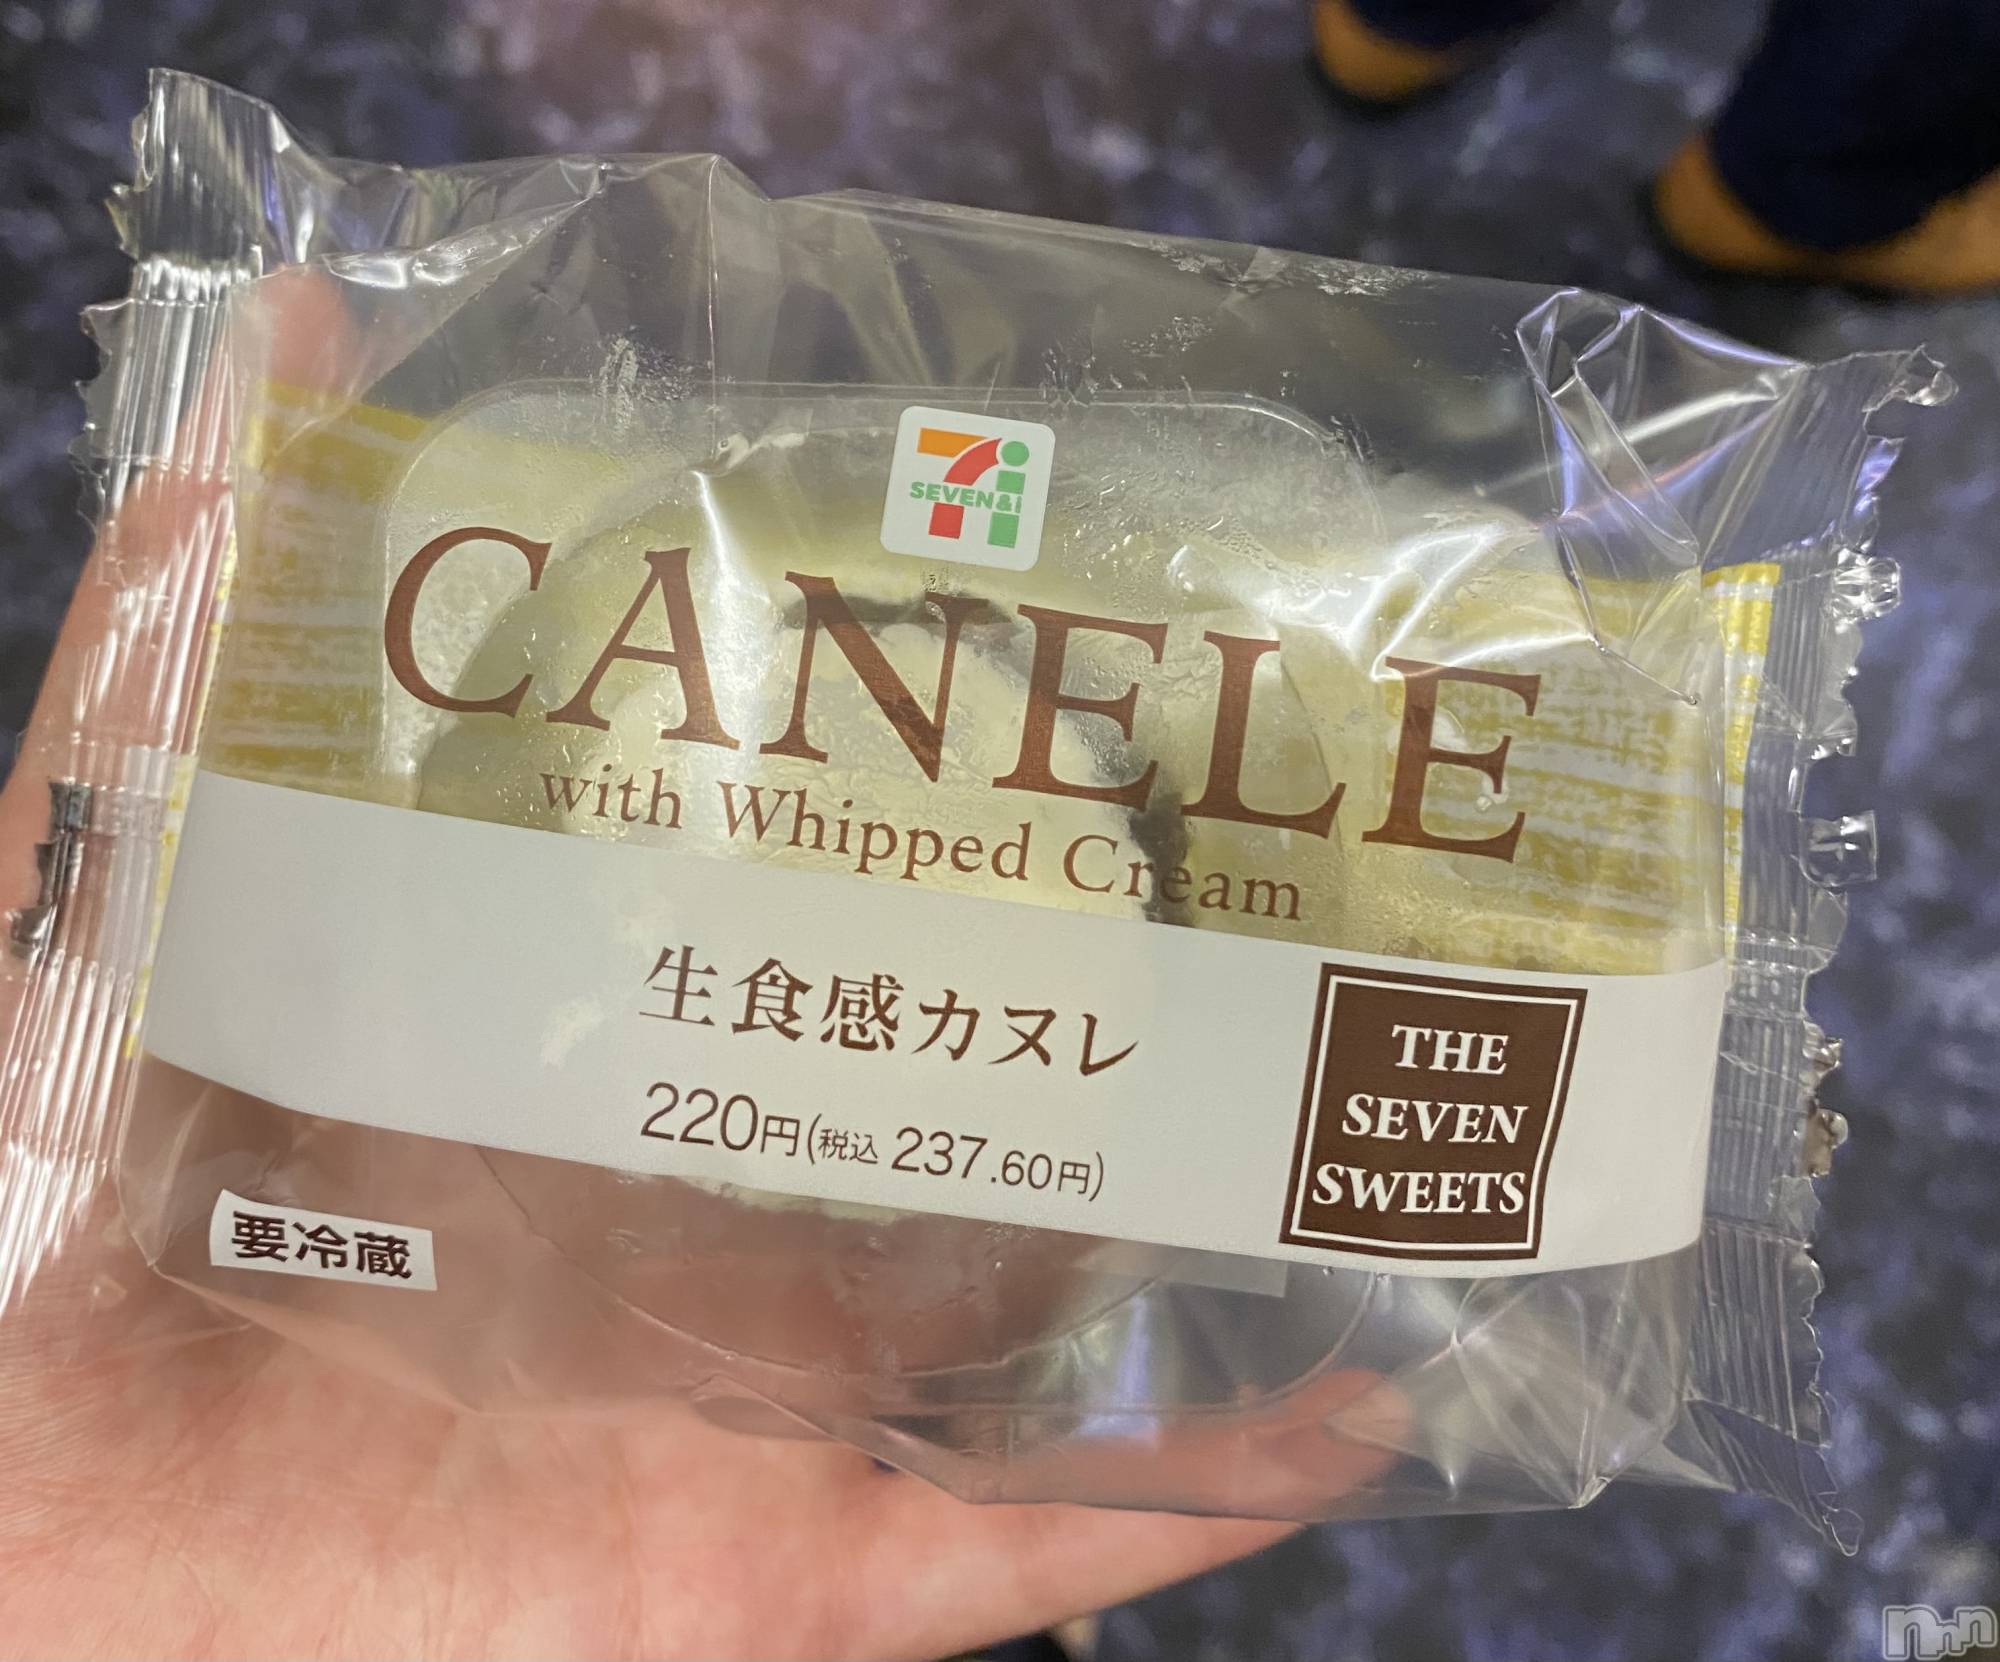 SEVEN&i
CANELE
with Whipped Cream
生食感カヌレ
220円(税込 237.60円)
THE
SEVEN
SWEETS
要冷蔵
nnn